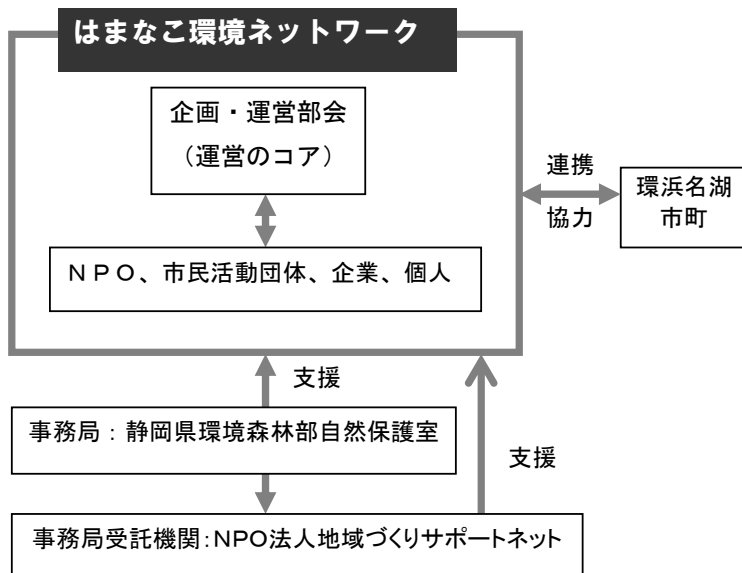 はまなこ環境ネットワーク
企画・運営部会
（運営のコア）
連携
協力
環浜名湖
市町
ＮＰＯ、市民活動団体、企業、個人
支援
事務局：静岡県環境森林部自然保護室
支援
事務局受託機関:NPO法人地域づくりサポートネット